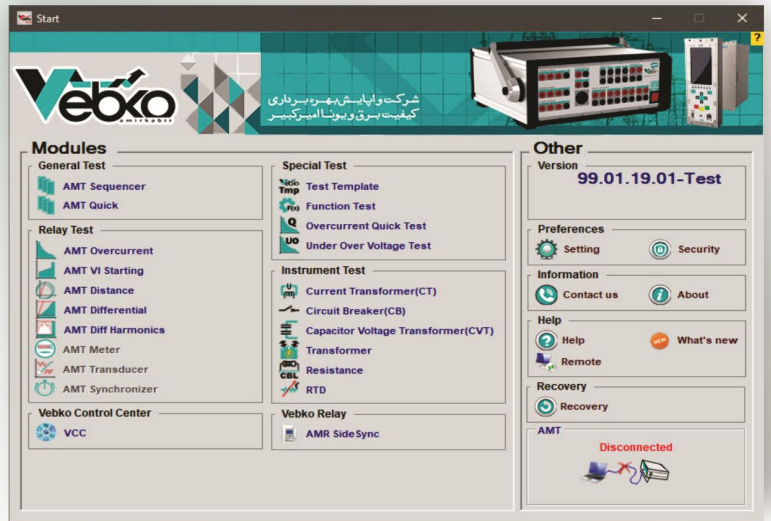 Start
?
Vebko
amirkabir
شرکت واپایش بهره برداری
کیفیت برق و یونا امیرکبیر
Modules
General Test
AMT Sequencer
AMT Quick
Relay Test
AMT Overcurrent
AMT VI Starting
AMT Distance
AMT Differential
AMT Diff Harmonics
AMT Meter
AMT Transducer
AMT Synchronizer
Vebko Control Center
VCC
Special Test
Tmp
Test Template
F(x)
Function Test
Q
Overcurrent Quick Test
UO
Under Over Voltage Test
Instrument Test
Current Transformer(CT)
Circuit Breaker(CB)
Capacitor Voltage Transformer(CVT)
Transformer
CBL
Resistance
RTD
Vebko Relay
AMR SideSync
Other
Version
99.01.19.01-Test
Preferences
Setting
Security
Information
Contact us
About
Help
Help
NEW
What's new
Remote
Recovery
Recovery
AMT
Disconnected